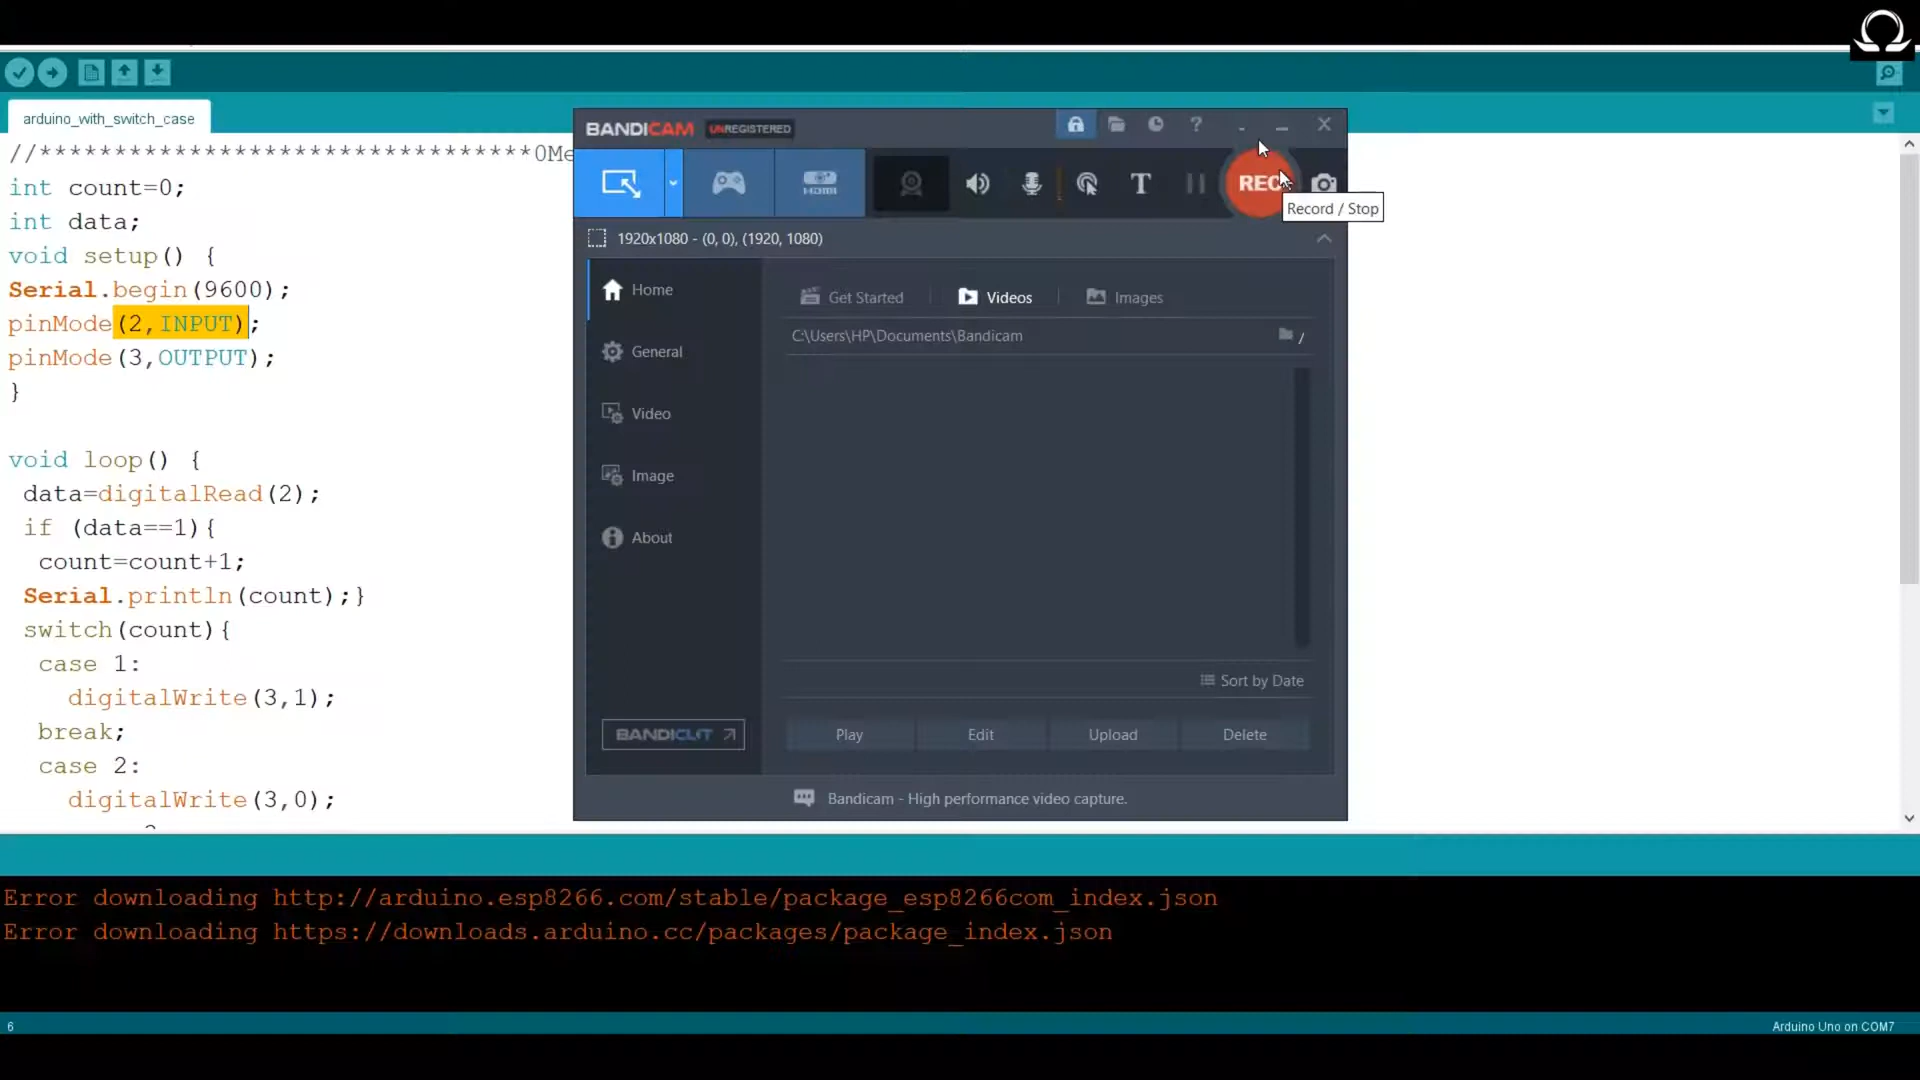 arduino_with_switch_case
//*********************************0Me
int count=0;
int data;
void setup() {
Serial.begin(9600);
pinMode(2,INPUT);
pinMode(3,OUTPUT);
}
void loop() {
data=digitalRead(2);
if (data==1){
count=count+1;
Serial.println(count);}
switch(count){
case 1:
digitalWrite(3,1);
break;
case 2:
digitalWrite(3,0);
BANDICAM UNREGISTERED
HDMI
T
REC
Record / Stop
1920x1080 - (0, 0), (1920, 1080)
Home
General
Video
Image
About
BANDICUT
Get Started
Videos
Images
C:\Users\HP\Documents\Bandicam
/
Sort by Date
Play
Edit
Upload
Delete
Bandicam - High performance video capture.
Error downloading http://arduino.esp8266.com/stable/package_esp8266com_index.json
Error downloading https://downloads.arduino.cc/packages/package_index.json
6
Arduino Uno on COM7